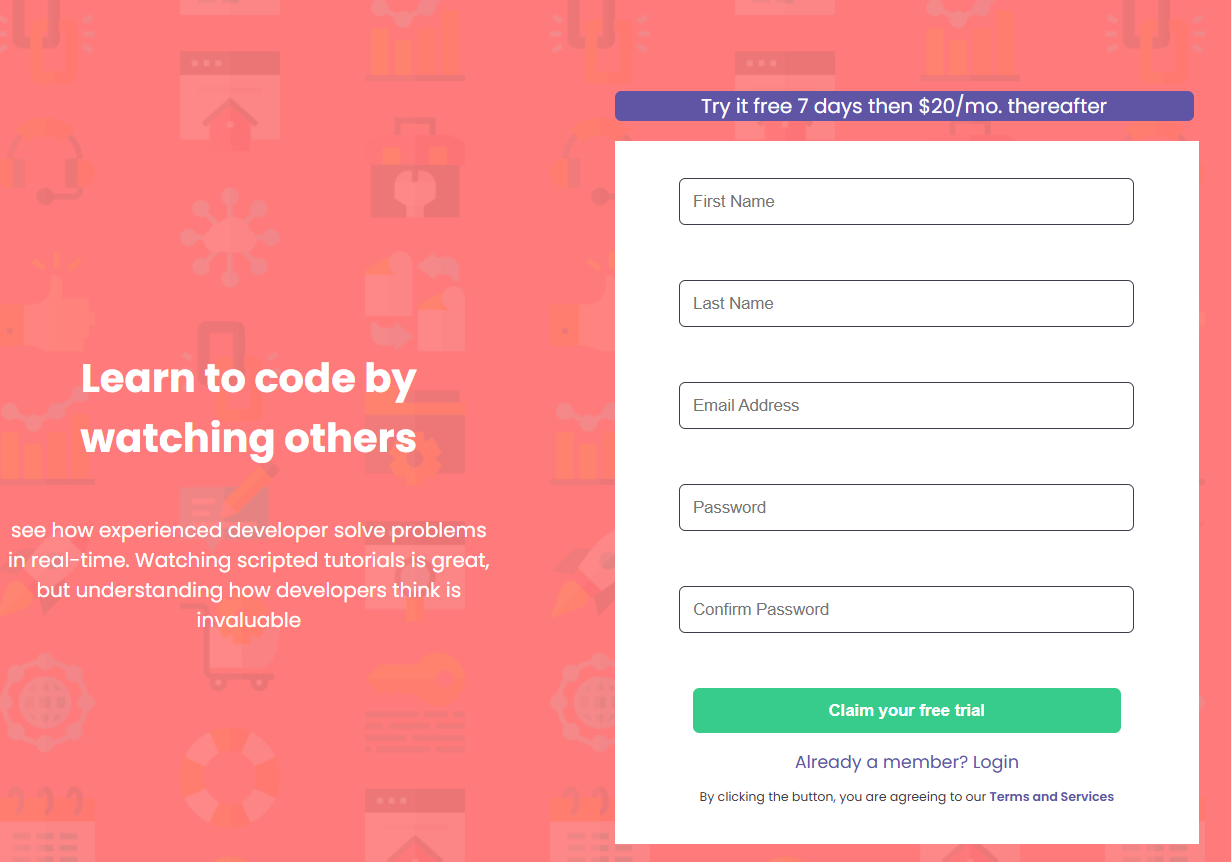 Try it free 7 days then $20/mo. thereafter
First Name
Last Name
Email Address
Password
Confirm Password
Claim your free trial
Already a member? Login
By clicking the button, you are agreeing to our Terms and Services
Learn to code by
watching others
see how experienced developer solve problems
in real-time. Watching scripted tutorials is great,
but understanding how developers think is
invaluable